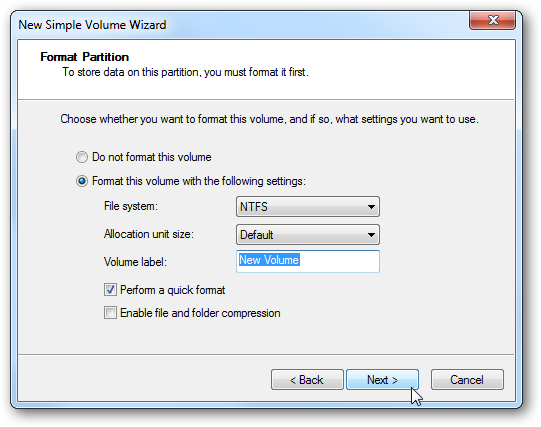 New Simple Volume Wizard
Format Partition
To store data on this partition, you must format it first.
Choose whether you want to format this volume, and if so, what settings you want to use.
Do not format this volume
Format this volume with the following settings:
File system: NTFS
Allocation unit size: Default
Volume label: New Volume
Perform a quick format
Enable file and folder compression
< Back Next > Cancel